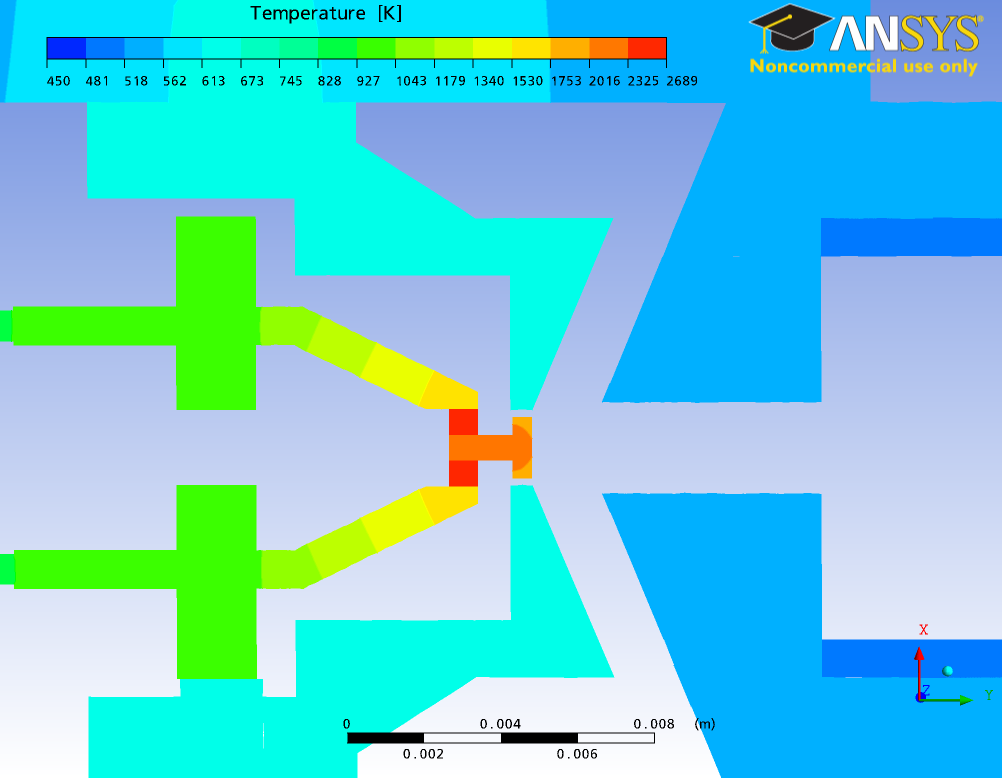 Temperature [K]
450 481 518 562 613 673 745 828 927 1043 1179 1340 1530 1753 2016 2325 2689
ANSYS
Noncommercial use only
X
Z
Y
0 0.004 0.008 (m)
0.002 0.006